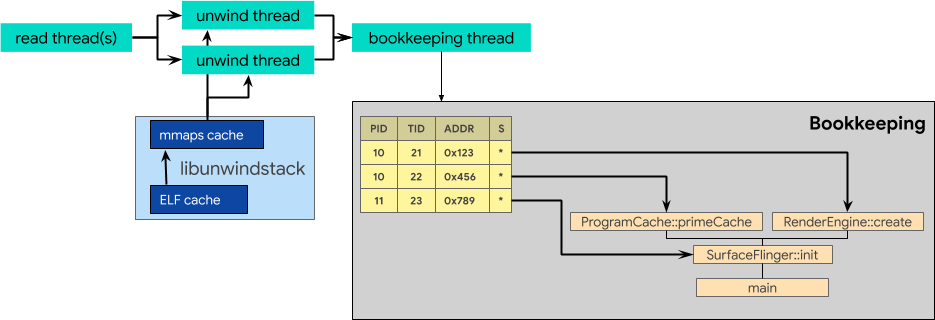 unwind thread
read thread(s)
bookkeeping thread
unwind thread
mmaps cache
libunwindstack
ELF cache
Bookkeeping
PID TID ADDR S
10 21 0x123 *
10 22 0x456 *
11 23 0x789 *
ProgramCache::primeCache
RenderEngine::create
SurfaceFlinger::init
main